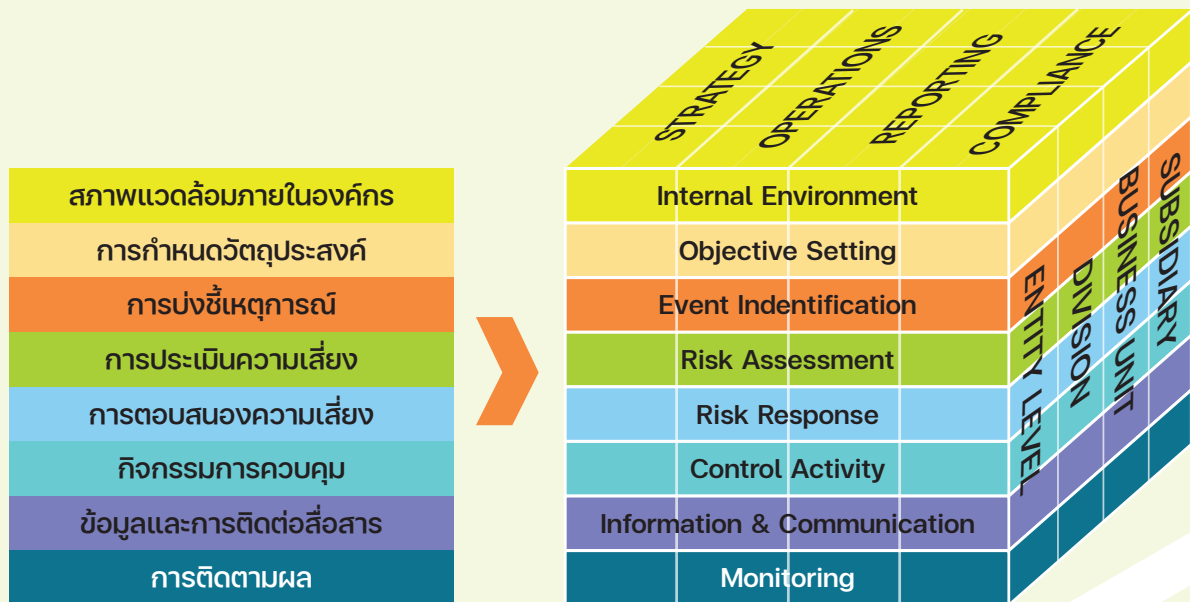 สภาพแวดล้อมภายในองค์กร
การกำหนดวัตถุประสงค์
การบ่งชี้เหตุการณ์
การประเมินความเสี่ยง
การตอบสนองความเสี่ยง
กิจกรรมการควบคุม
ข้อมูลและการติดต่อสื่อสาร
การติดตามผล
STRATEGY
OPERATIONS
REPORTING
COMPLIANCE
Internal Environment
Objective Setting
Event Indentification
Risk Assessment
Risk Response
Control Activity
Information & Communication
Monitoring
ENTITY LEVEL
DIVISION
BUSINESS UNIT
SUBSIDIARY